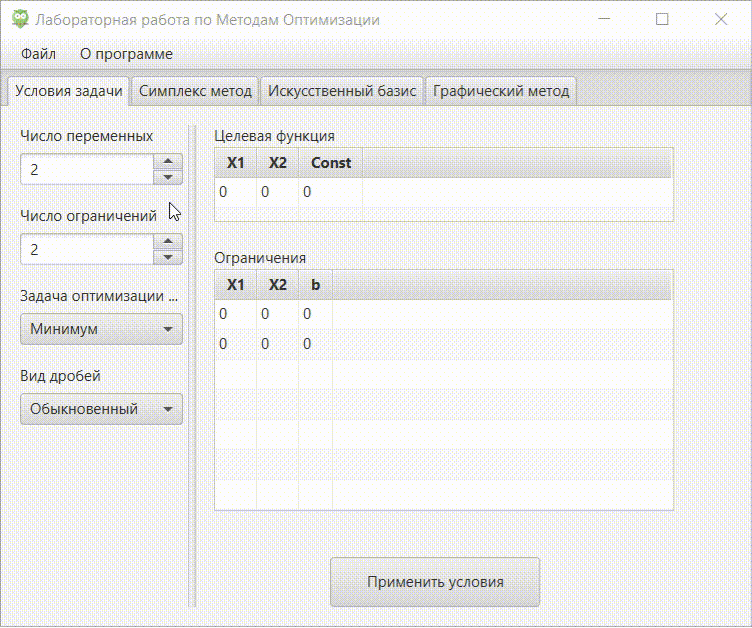 Лабораторная работа по Методам Оптимизации
Файл О программе
Условия задачи Симплекс метод Искусственный базис Графический метод
Число переменных
2
Число ограничений
2
Задача оптимизации ...
Минимум
Вид дробей
Обыкновенный
Целевая функция
X1 X2 Const
0 0 0
Ограничения
X1 X2 b
0 0 0
0 0 0
Применить условия